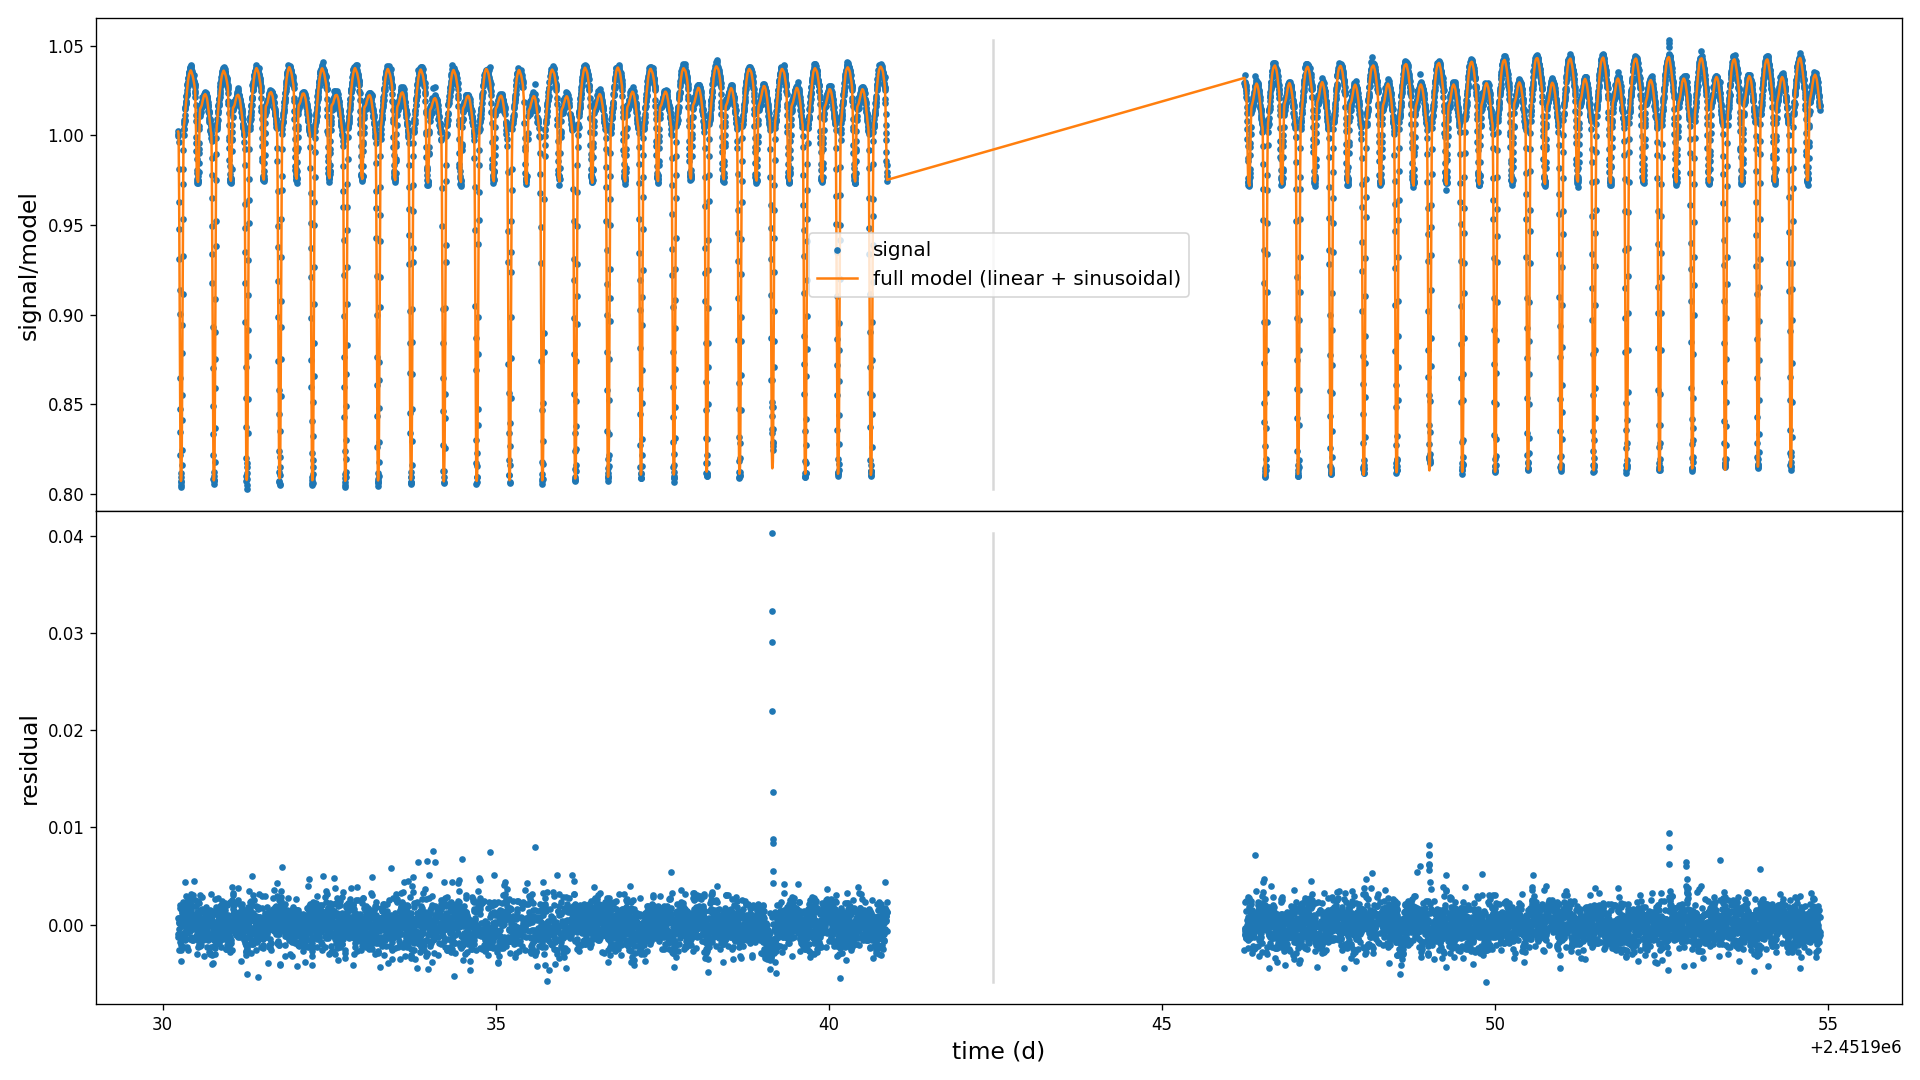 1.05
1.00
0.95
0.90
0.85
0.80
signal/model
signal
full model (linear + sinusoidal)
0.04
0.03
0.02
0.01
0.00
residual
30 35 40 45 50 55
time (d)
+2.4519e6